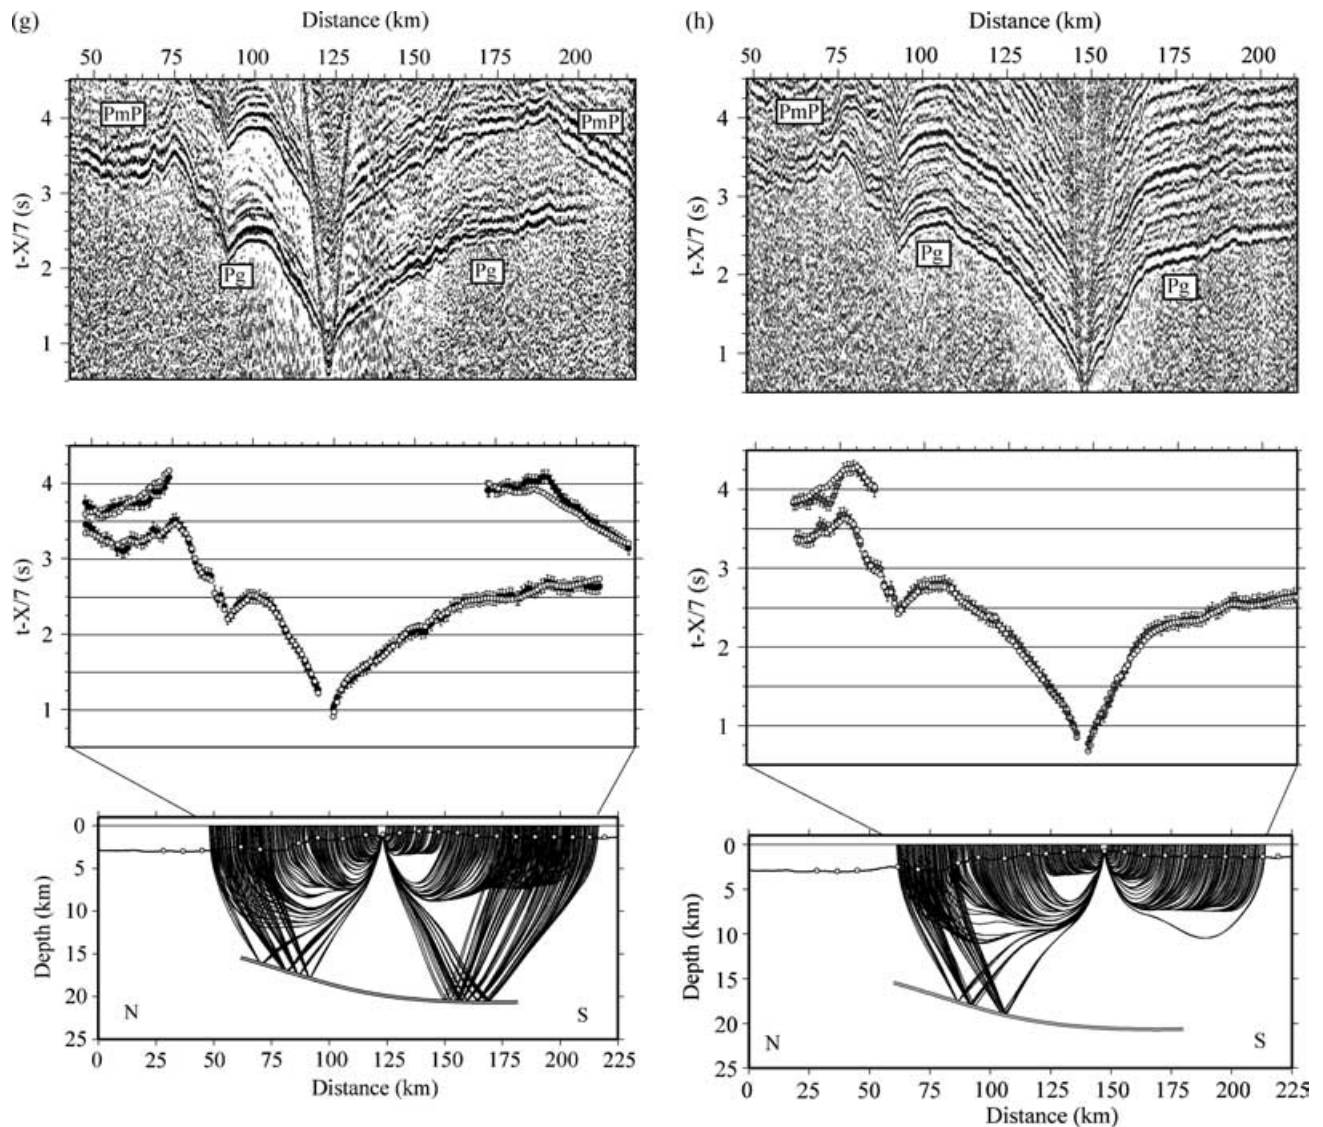 (g) Distance (km)
50 75 100 125 150 175 200
PmP
PmP
4
3
2
1
t-X/7 (s)
Pg
Pg
4
3
2
1
t-X/7 (s)
0
5
10
15
20
25
Depth (km)
N
S
0 25 50 75 100 125 150 175 200 225
Distance (km)
(h) Distance (km)
50 75 100 125 150 175 200
PmP
4
3
2
1
t-X/7 (s)
Pg
Pg
4
3
2
1
t-X/7 (s)
0
5
10
15
20
25
Depth (km)
N
S
0 25 50 75 100 125 150 175 200 225
Distance (km)